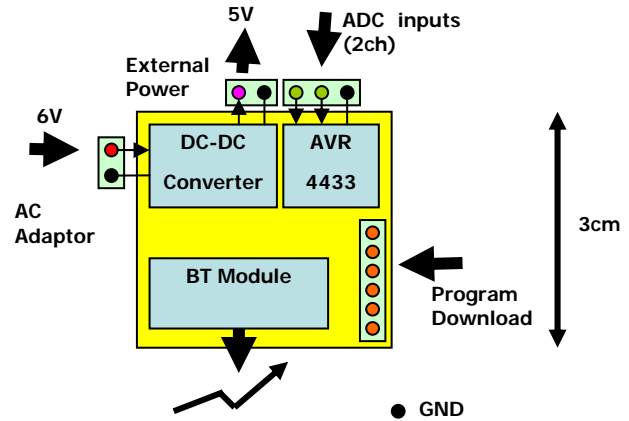 5V
ADC inputs
(2ch)
External
Power
6V
DC-DC
Converter
AVR
4433
AC
Adaptor
3cm
BT Module
Program
Download
GND